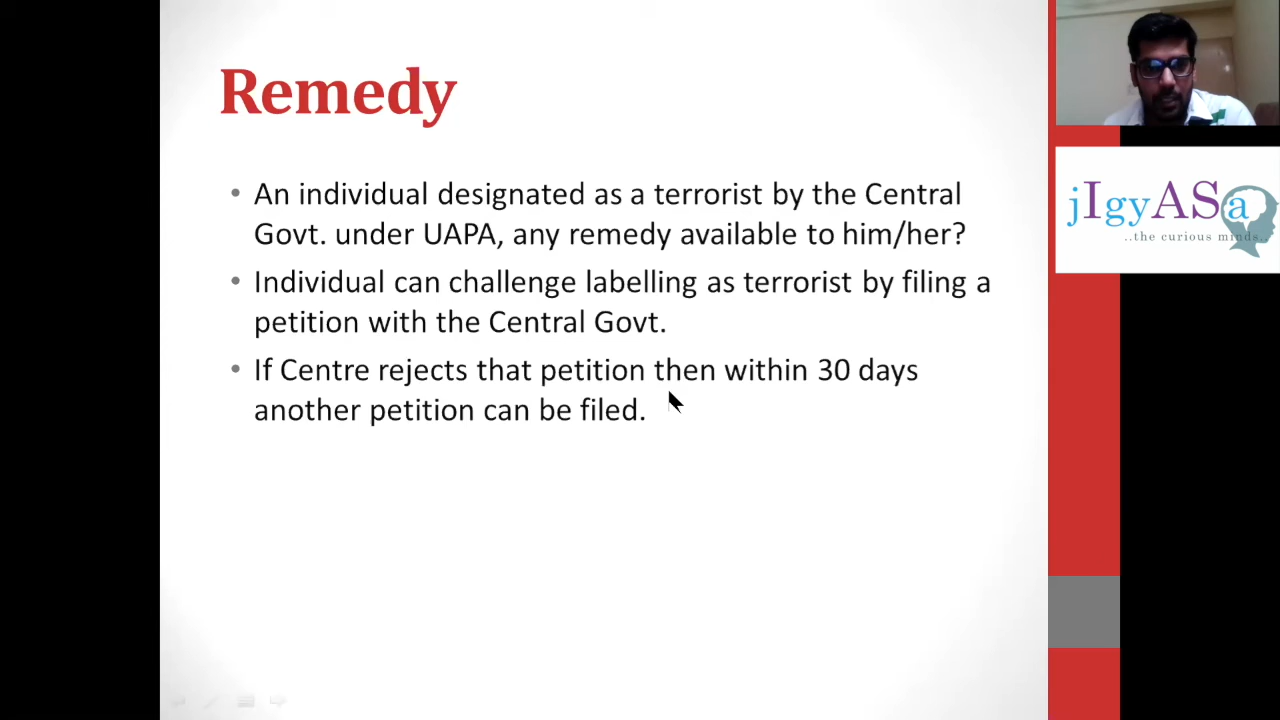 Remedy
• An individual designated as a terrorist by the Central
Govt. under UAPA, any remedy available to him/her?
• Individual can challenge labelling as terrorist by filing a
petition with the Central Govt.
• If Centre rejects that petition then within 30 days
another petition can be filed.
jIgyASa
..the curious minds..